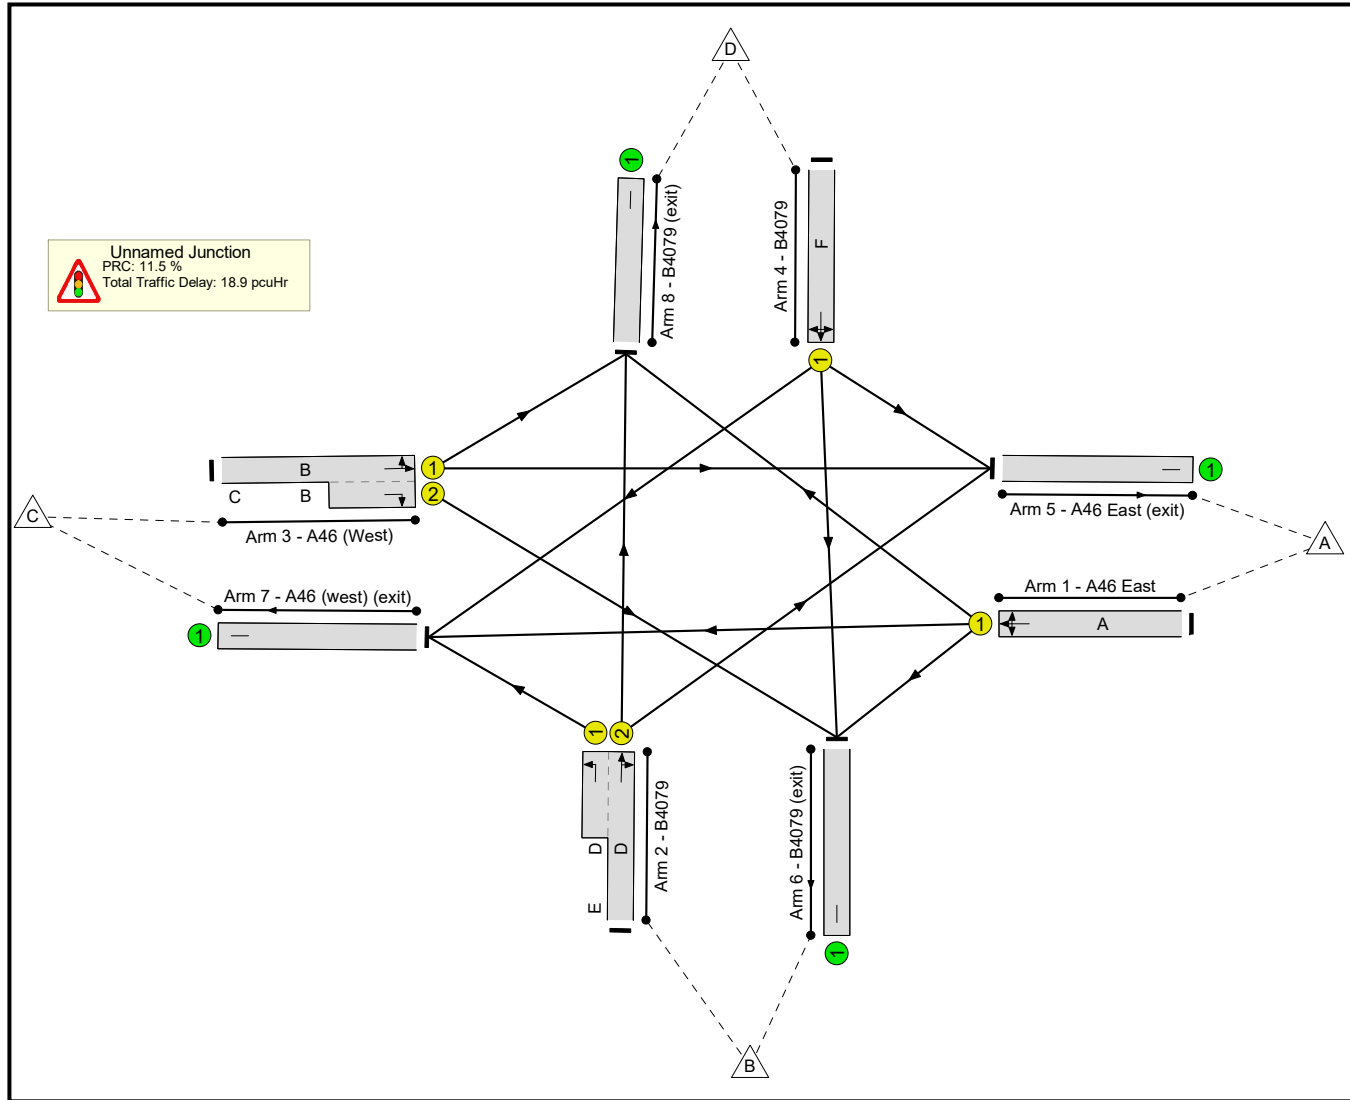 D
1
Arm 8 - B4079 (exit)
Arm 4 - B4079
F
1
Unnamed Junction
PRC: 11.5 %
Total Traffic Delay: 18.9 pcuHr
B
1
C
B
2
C
Arm 3 - A46 (West)
1
Arm 5 - A46 East (exit)
A
Arm 7 - A46 (west) (exit)
1
Arm 1 - A46 East
1
A
1
2
D
D
E
Arm 2 - B4079
Arm 6 - B4079 (exit)
1
B